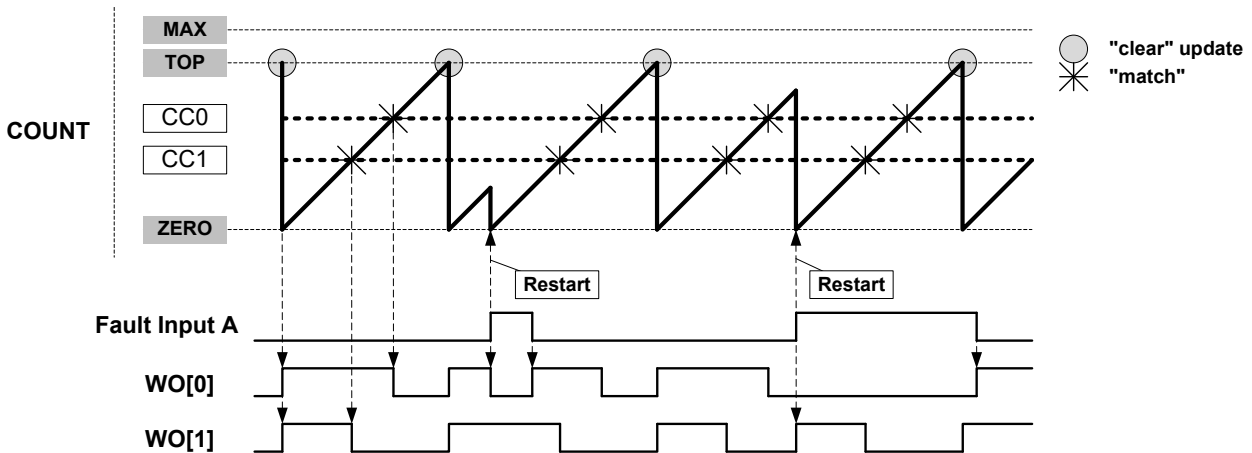 MAX
"clear" update
TOP
"match"
CC0
COUNT
CC1
ZERO
Restart
Restart
Fault Input A
WO[0]
WO[1]